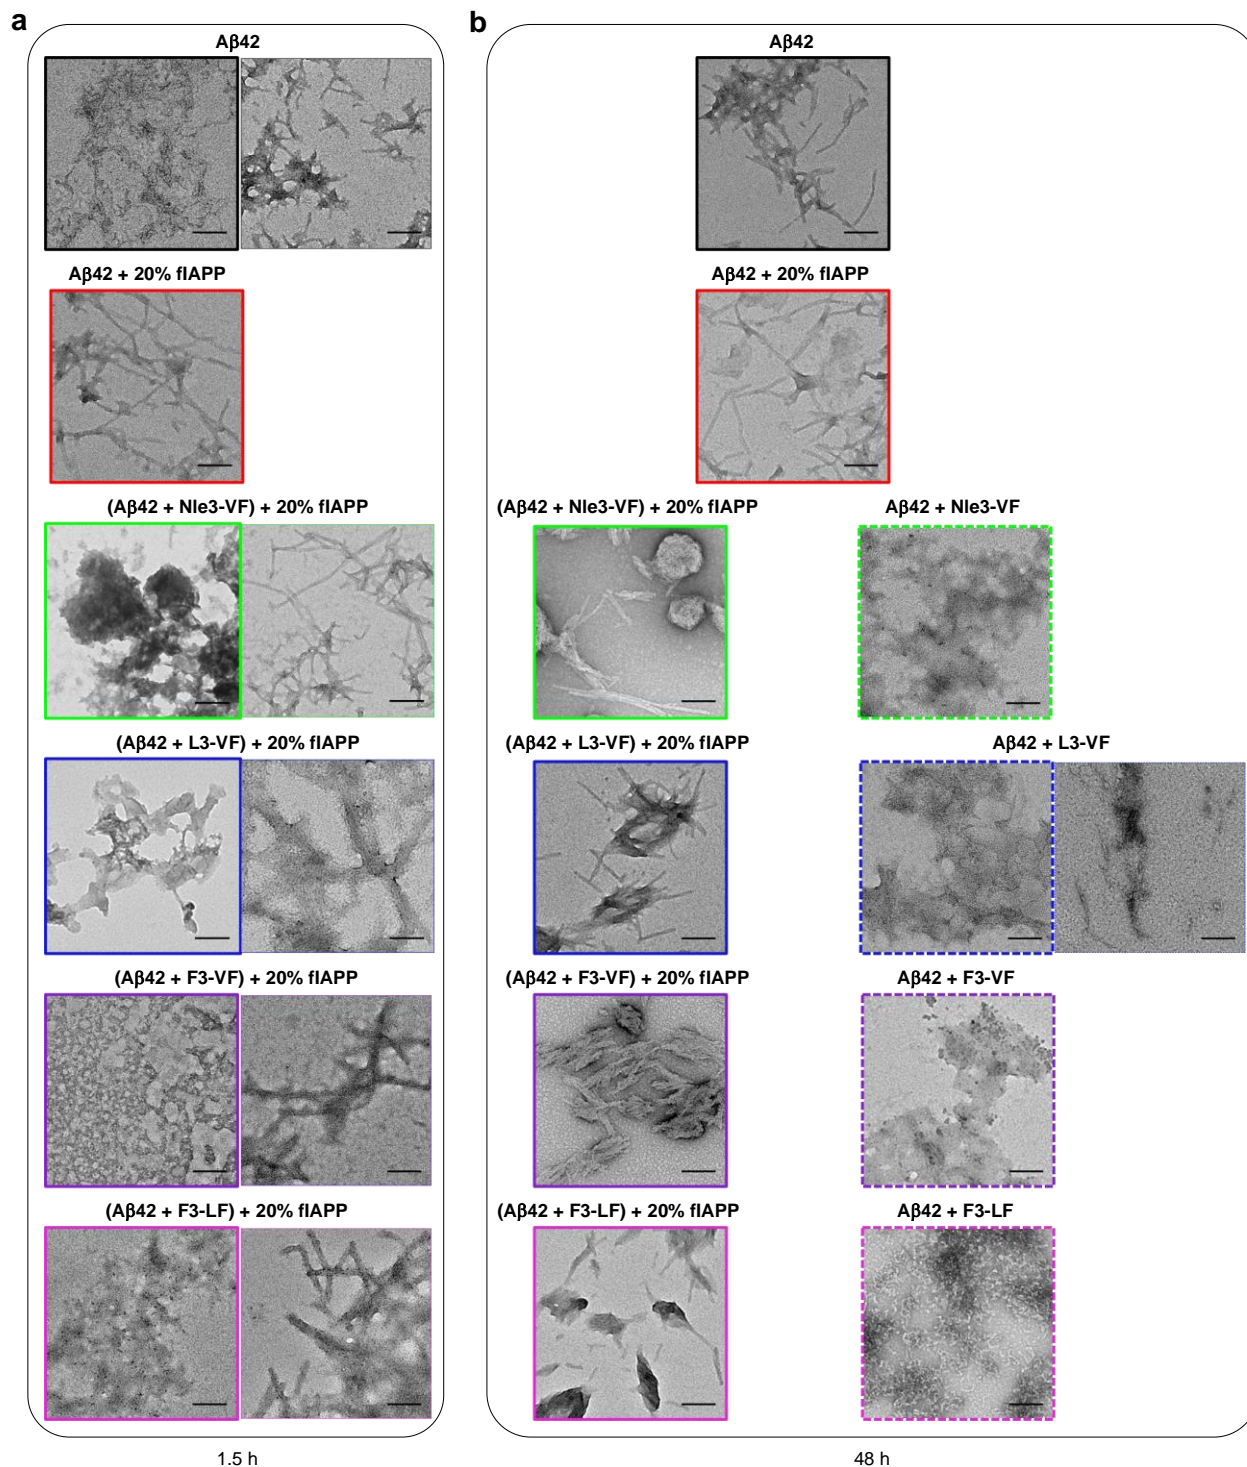 a
b
Aβ42
Aβ42
Aβ42 + 20% fIAPP
Aβ42 + 20% fIAPP
(Aβ42 + Nle3-VF) + 20% fIAPP
(Aβ42 + Nle3-VF) + 20% fIAPP
Aβ42 + Nle3-VF
(Aβ42 + L3-VF) + 20% fIAPP
(Aβ42 + L3-VF) + 20% fIAPP
Aβ42 + L3-VF
(Aβ42 + F3-VF) + 20% fIAPP
(Aβ42 + F3-VF) + 20% fIAPP
Aβ42 + F3-VF
(Aβ42 + F3-LF) + 20% fIAPP
(Aβ42 + F3-LF) + 20% fIAPP
Aβ42 + F3-LF
1.5 h
48 h